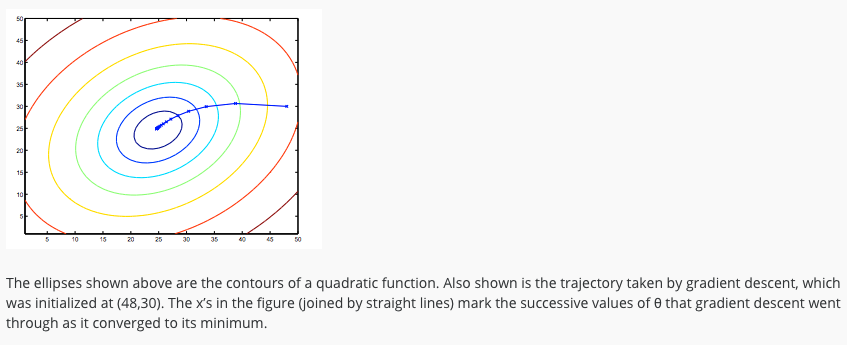 50
45
40
35
30
25
20
15
10
5
5 10 15 20 25 30 35 40 45 50
The ellipses shown above are the contours of a quadratic function. Also shown is the trajectory taken by gradient descent, which
was initialized at (48,30). The x’s in the figure (joined by straight lines) mark the successive values of θ that gradient descent went
through as it converged to its minimum.